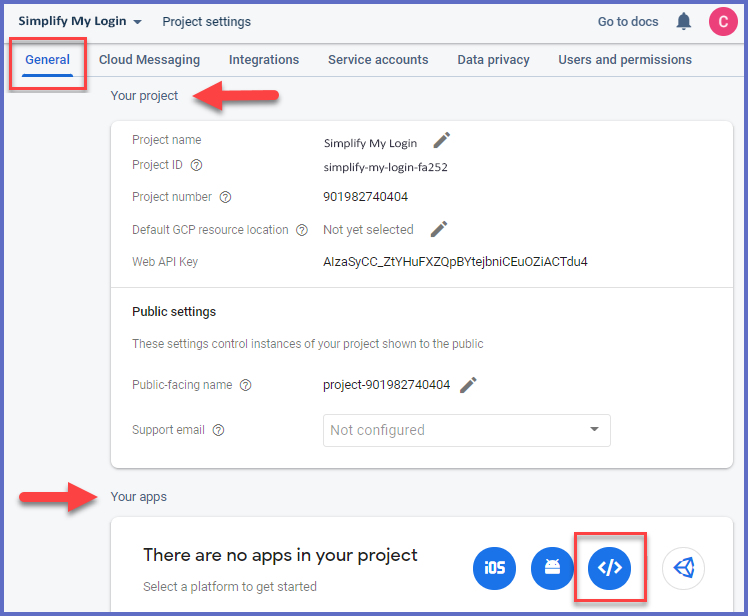 Simplify My Login Project settings Go to docs C
General Cloud Messaging Integrations Service accounts Data privacy Users and permissions
Your project
Project name Simplify My Login
Project ID simplify-my-login-fa252
Project number 901982740404
Default GCP resource location Not yet selected
Web API Key AIzaSyCC_ZtYHuFXZQpBYtejbniCEuOZiACTdu4
Public settings
These settings control instances of your project shown to the public
Public-facing name project-901982740404
Support email Not configured
Your apps
There are no apps in your project
Select a platform to get started
iOS </>